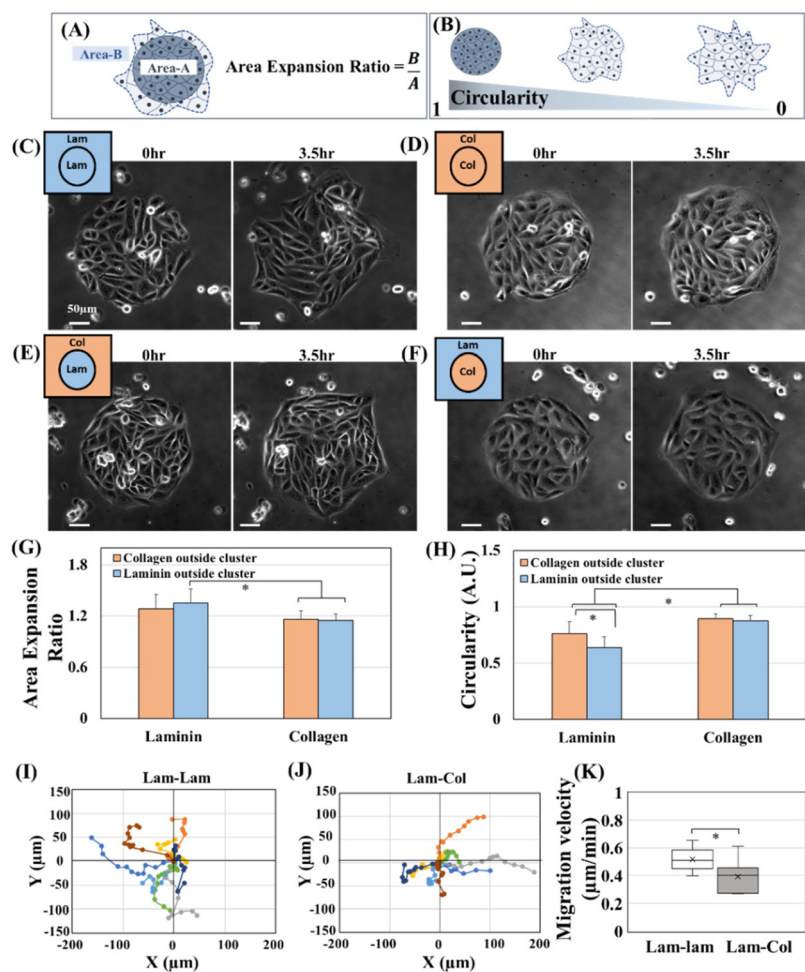 (A)
Area-B
Area-A
Area Expansion Ratio = B/A
(B)
1
Circularity
0
(C)
Lam
Lam
0hr
3.5hr
50µm
(D)
Col
Col
0hr
3.5hr
(E)
Col
Lam
0hr
3.5hr
(F)
Lam
Col
0hr
3.5hr
(G)
Area Expansion
Ratio
1.8
1.2
0.6
0
Collagen outside cluster
Laminin outside cluster
*
Laminin
Collagen
(H)
Circularity (A.U.)
1.5
1
0.5
0
Collagen outside cluster
Laminin outside cluster
*
*
Laminin
Collagen
(I)
Lam-Lam
Y (µm)
150
100
50
0
-50
-100
-150
-200
-100
0
100
200
X (µm)
(J)
Lam-Col
Y (µm)
150
100
50
0
-50
-100
-150
-200
-100
0
100
200
X (µm)
(K)
Migration velocity
(µm/min)
1
0.8
0.6
0.4
0.2
0
*
Lam-lam
Lam-Col